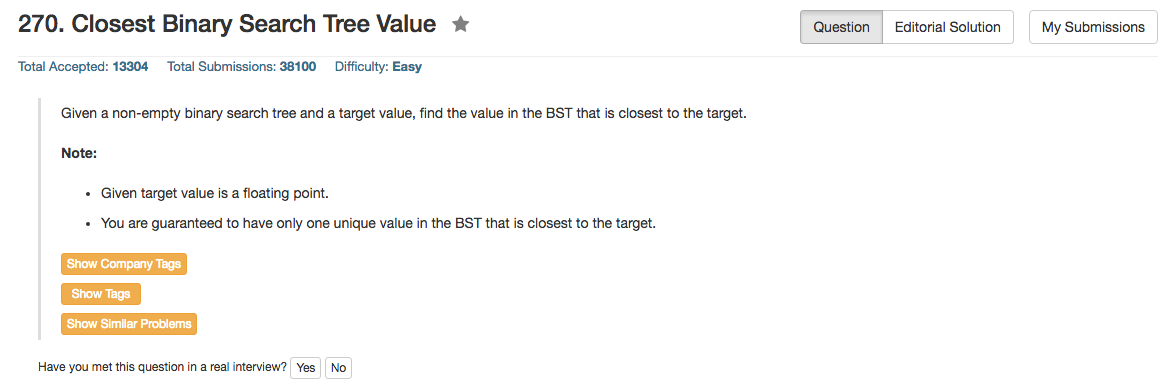 270. Closest Binary Search Tree Value
Question Editorial Solution My Submissions
Total Accepted: 13304 Total Submissions: 38100 Difficulty: Easy
Given a non-empty binary search tree and a target value, find the value in the BST that is closest to the target.
Note:
Given target value is a floating point.
You are guaranteed to have only one unique value in the BST that is closest to the target.
Show Company Tags
Show Tags
Show Similar Problems
Have you met this question in a real interview? Yes No